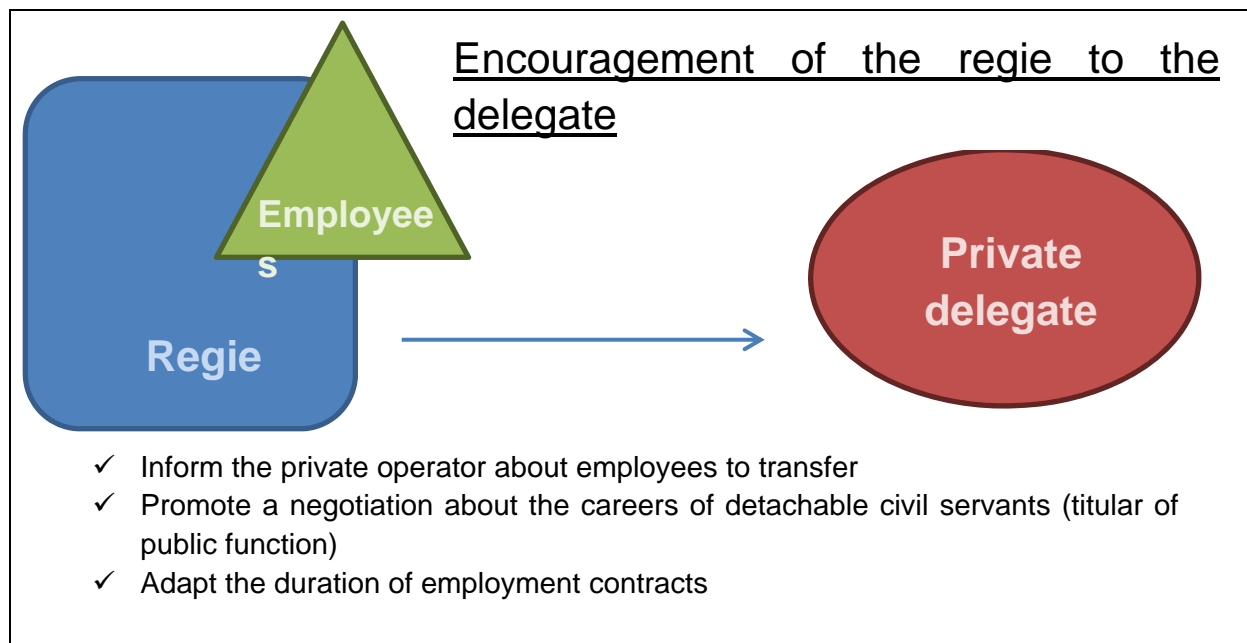 Encouragement of the regie to the
delegate
Employee
s
Regie
Private
delegate
✓ Inform the private operator about employees to transfer
✓ Promote a negotiation about the careers of detachable civil servants (titular of
public function)
✓ Adapt the duration of employment contracts